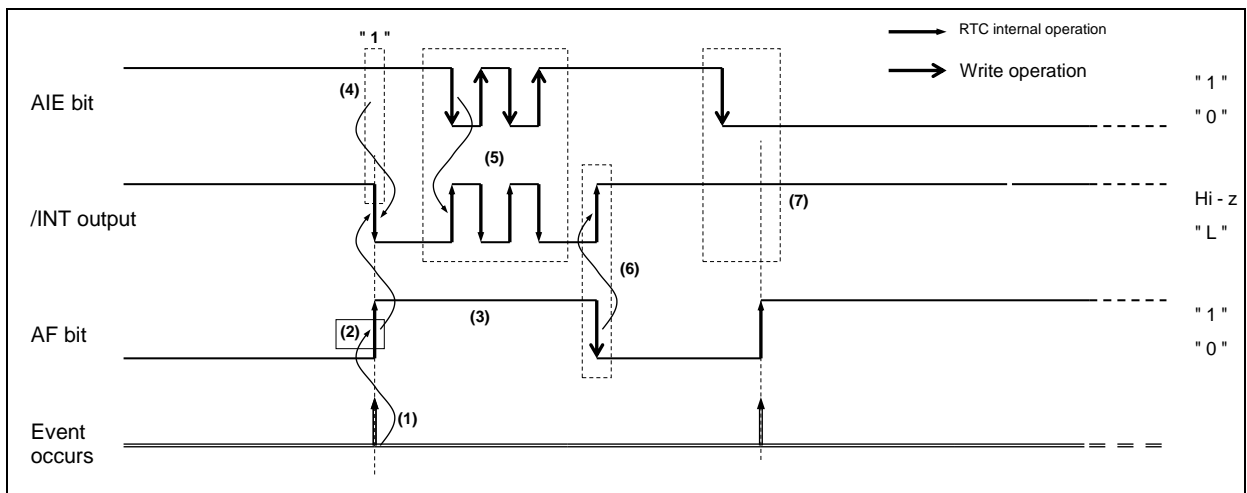 " 1 "
RTC internal operation
Write operation
(4)
AIE bit
" 1 "
" 0 "
(5)
(7)
/INT output
Hi - z
" L "
(6)
(2)
(3)
AF bit
" 1 "
" 0 "
(1)
Event
occurs